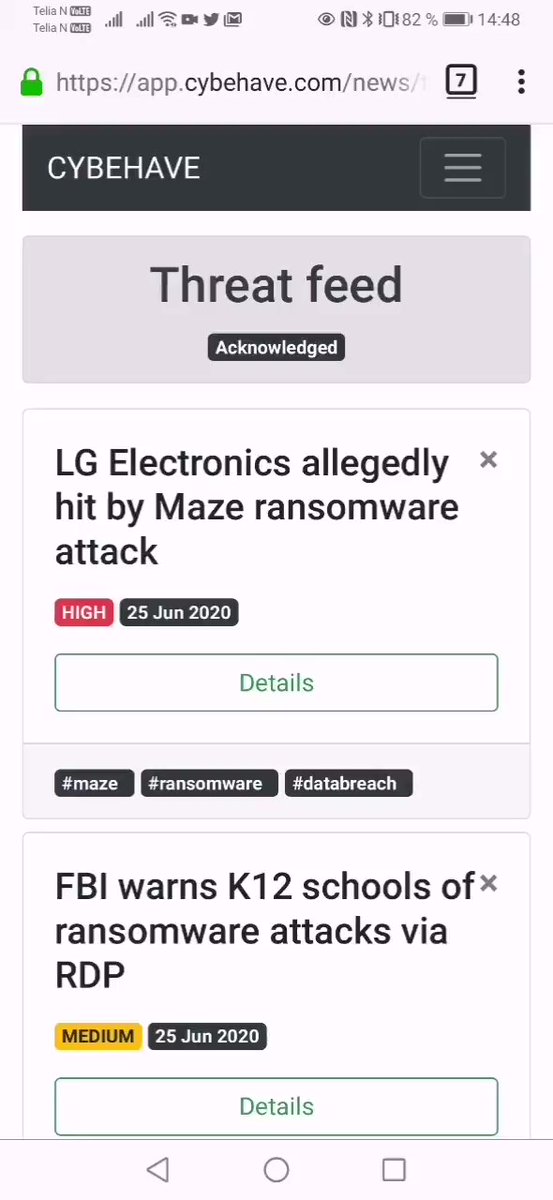 Telia N VoLTE
Telia N VoLTE
82 % 14:48
https://app.cybehave.com/news/
7
CYBEHAVE
Threat feed
Acknowledged
LG Electronics allegedly ×
hit by Maze ransomware
attack
HIGH 25 Jun 2020
Details
#maze #ransomware #databreach
FBI warns K12 schools of ×
ransomware attacks via
RDP
MEDIUM 25 Jun 2020
Details